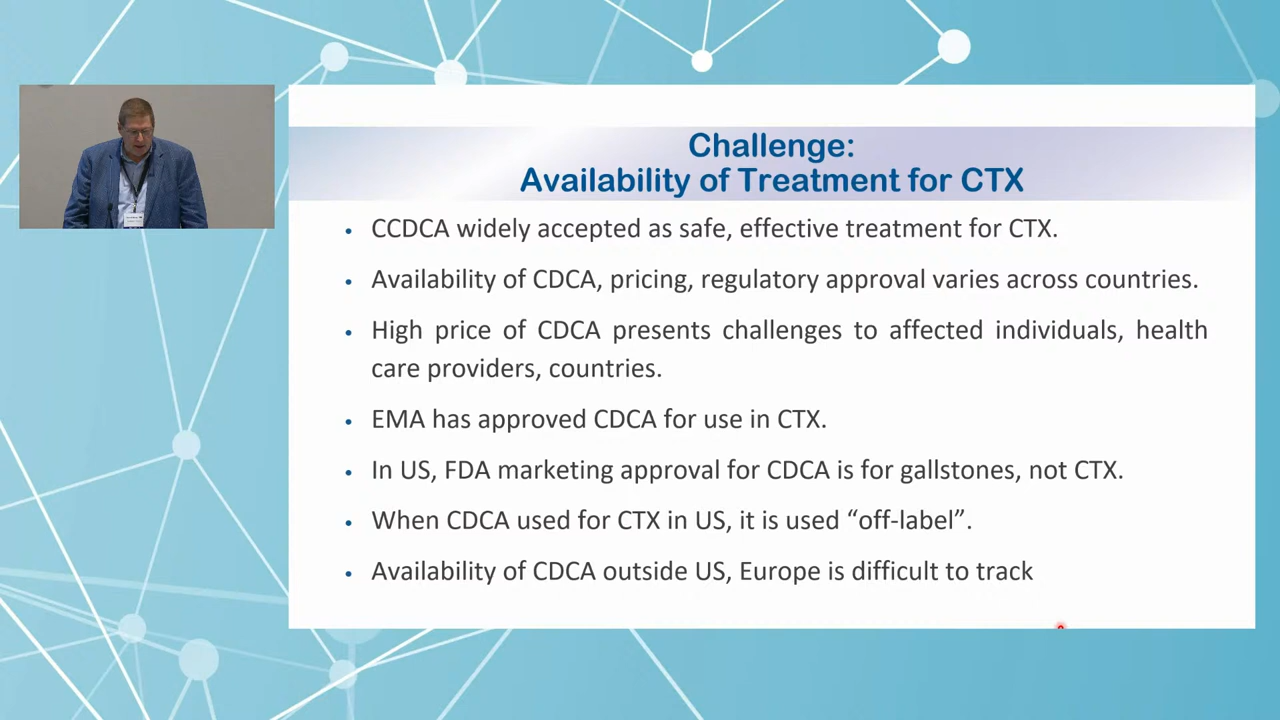 Challenge:
Availability of Treatment for CTX
• CCDCA widely accepted as safe, effective treatment for CTX.
• Availability of CDCA, pricing, regulatory approval varies across countries.
• High price of CDCA presents challenges to affected individuals, health
care providers, countries.
• EMA has approved CDCA for use in CTX.
• In US, FDA marketing approval for CDCA is for gallstones, not CTX.
• When CDCA used for CTX in US, it is used “off-label”.
• Availability of CDCA outside US, Europe is difficult to track